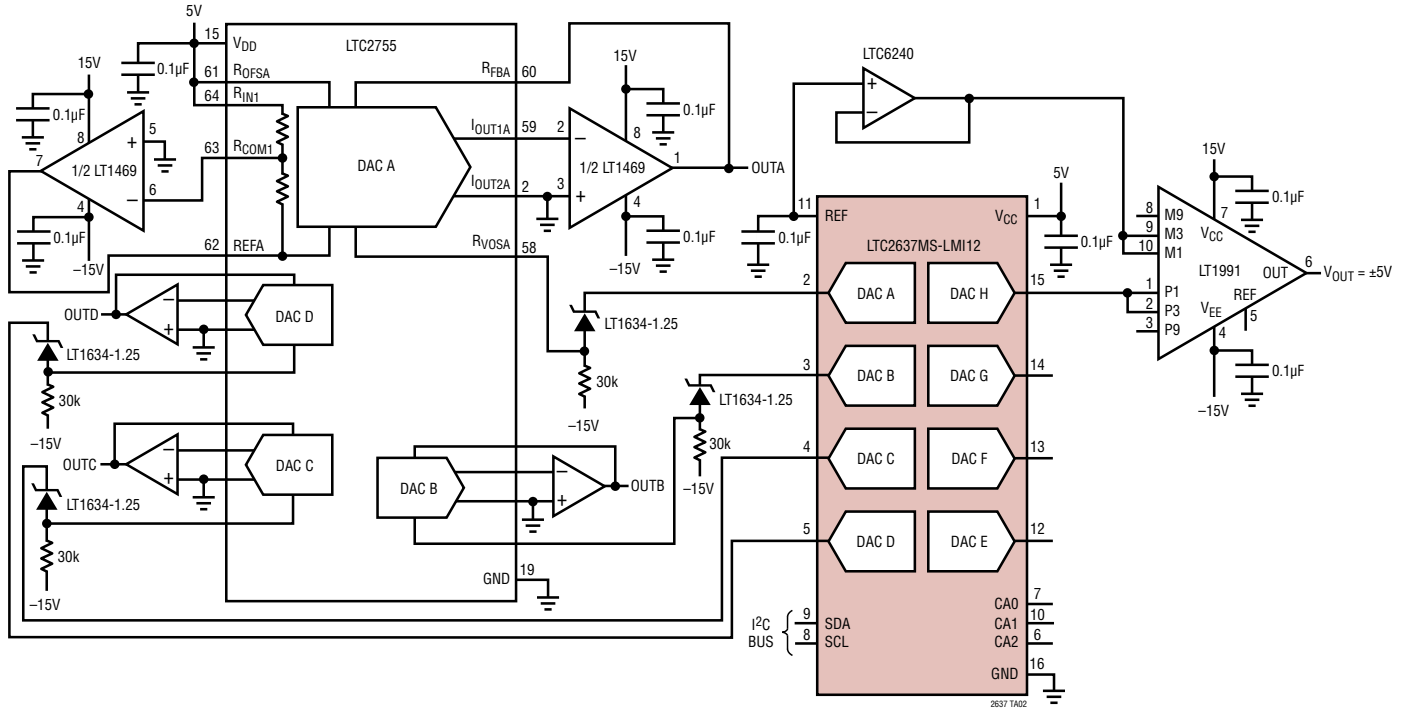 5V
15 VDD
LTC2755
0.1µF
61 ROFSA
64 RIN1
15V
0.1µF
8
5
+
7
1/2 LT1469
6
–
4
0.1µF
–15V
63 RCOM1
62 REFA
DAC A
RFBA 60
IOUT1A 59
IOUT2A 2
RVOSA 58
15V
0.1µF
2
–
8
1/2 LT1469
1
OUTA
3
+
4
0.1µF
–15V
LTC6240
+
–
OUTD
–
+
DAC D
LT1634-1.25
30k
–15V
OUTC
–
+
DAC C
LT1634-1.25
30k
–15V
DAC B
–
+
OUTB
GND 19
LT1634-1.25
30k
–15V
LT1634-1.25
30k
–15V
0.1µF
11 REF
5V
VCC 1
0.1µF
LTC2637MS-LMI12
2 DAC A
DAC H 15
3 DAC B
DAC G 14
4 DAC C
DAC F 13
5 DAC D
DAC E 12
I2C
BUS
9 SDA
8 SCL
CA0 7
CA1 10
CA2 6
GND 16
2637 TA02
15V
0.1µF
7
VCC
8 M9
9 M3
10 M1
LT1991
OUT 6
VOUT = ±5V
1 P1
2 P3
3 P9
REF
5
VEE
4
0.1µF
–15V